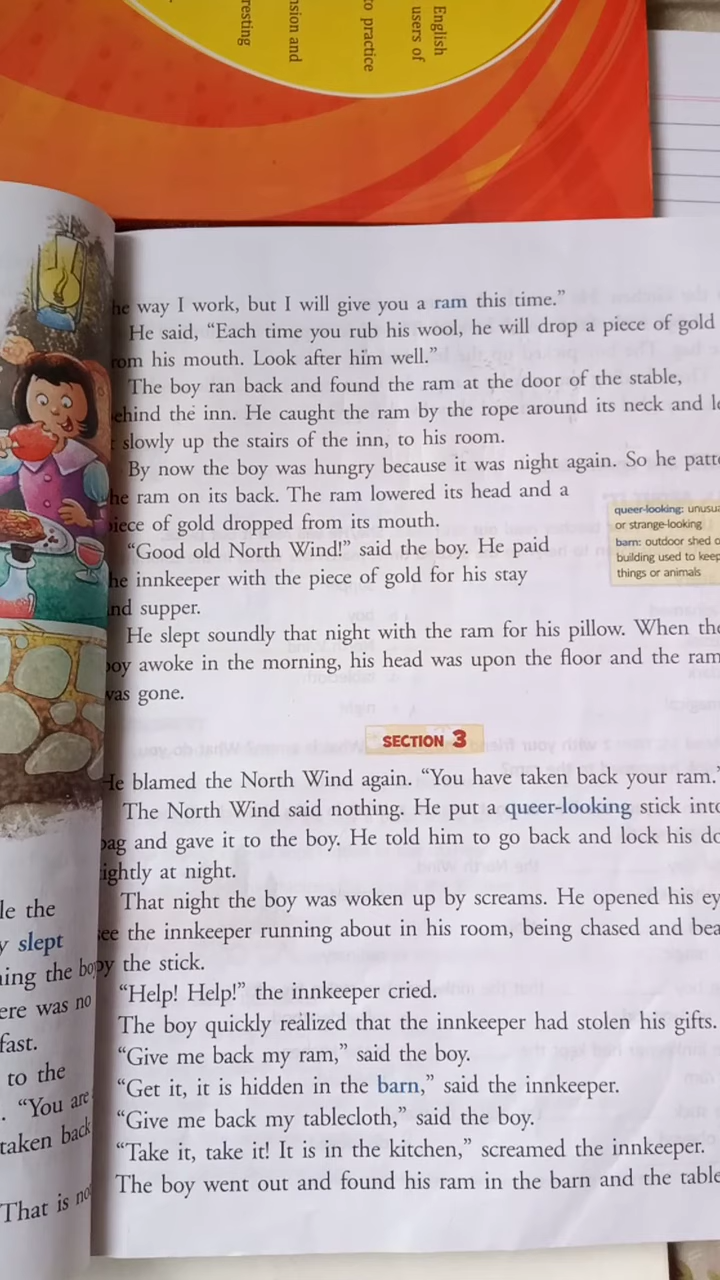 English
users of
to practice
nsion and
resting
he way I work, but I will give you a ram this time.”
He said, “Each time you rub his wool, he will drop a piece of gold
rom his mouth. Look after him well.”
The boy ran back and found the ram at the door of the stable,
ehind the inn. He caught the ram by the rope around its neck and
slowly up the stairs of the inn, to his room.
By now the boy was hungry because it was night again. So he patt
he ram on its back. The ram lowered its head and a
iece of gold dropped from its mouth.
“Good old North Wind!” said the boy. He paid
he innkeeper with the piece of gold for his stay
nd supper.
queer-looking: unusua
or strange-looking
barn: outdoor shed o
building used to keep
things or animals
He slept soundly that night with the ram for his pillow. When the
oy awoke in the morning, his head was upon the floor and the ram
was gone.
SECTION 3
He blamed the North Wind again. “You have taken back your ram.”
The North Wind said nothing. He put a queer-looking stick into
bag and gave it to the boy. He told him to go back and lock his do
ightly at night.
That night the boy was woken up by screams. He opened his ey
see the innkeeper running about in his room, being chased and bea
by the stick.
“Help! Help!” the innkeeper cried.
The boy quickly realized that the innkeeper had stolen his gifts.
“Give me back my ram,” said the boy.
“Get it, it is hidden in the barn,” said the innkeeper.
“Give me back my tablecloth,” said the boy.
“Take it, take it! It is in the kitchen,” screamed the innkeeper.
The boy went out and found his ram in the barn and the table
le the
y slept
ning the bo
ere was no
fast.
to the
. “You are
taken back
That is no